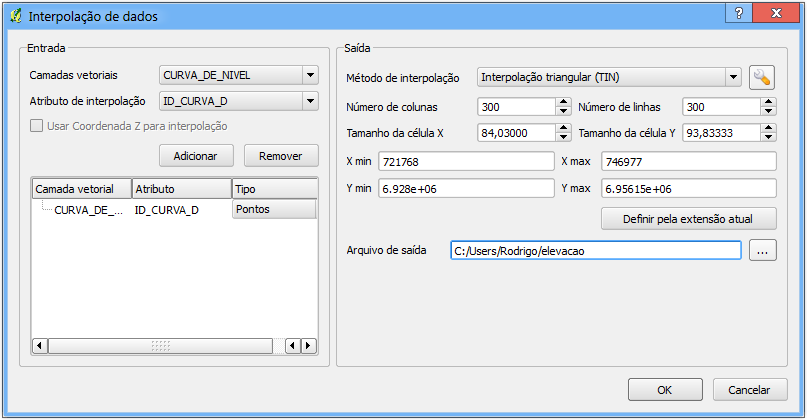 Interpolação de dados
?
Entrada
Camadas vetoriais CURVA_DE_NIVEL
Atributo de interpolação ID_CURVA_D
Usar Coordenada Z para interpolação
Adicionar Remover
Camada vetorial Atributo Tipo
CURVA_DE_... ID_CURVA_D Pontos
Saída
Método de interpolação Interpolação triangular (TIN)
Número de colunas 300 Número de linhas 300
Tamanho da célula X 84,03000 Tamanho da célula Y 93,83333
X min 721768 X max 746977
Y min 6.928e+06 Y max 6.95615e+06
Definir pela extensão atual
Arquivo de saída C:/Users/Rodrigo/elevacao ...
OK Cancelar